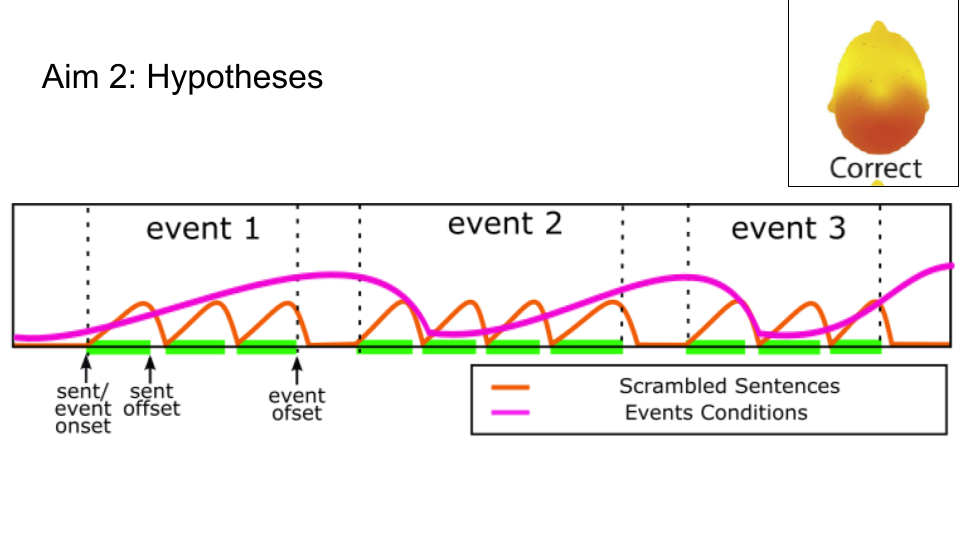 Aim 2: Hypotheses
Correct
event 1
event 2
event 3
sent/
event
onset
sent
offset
event
ofset
Scrambled Sentences
Events Conditions